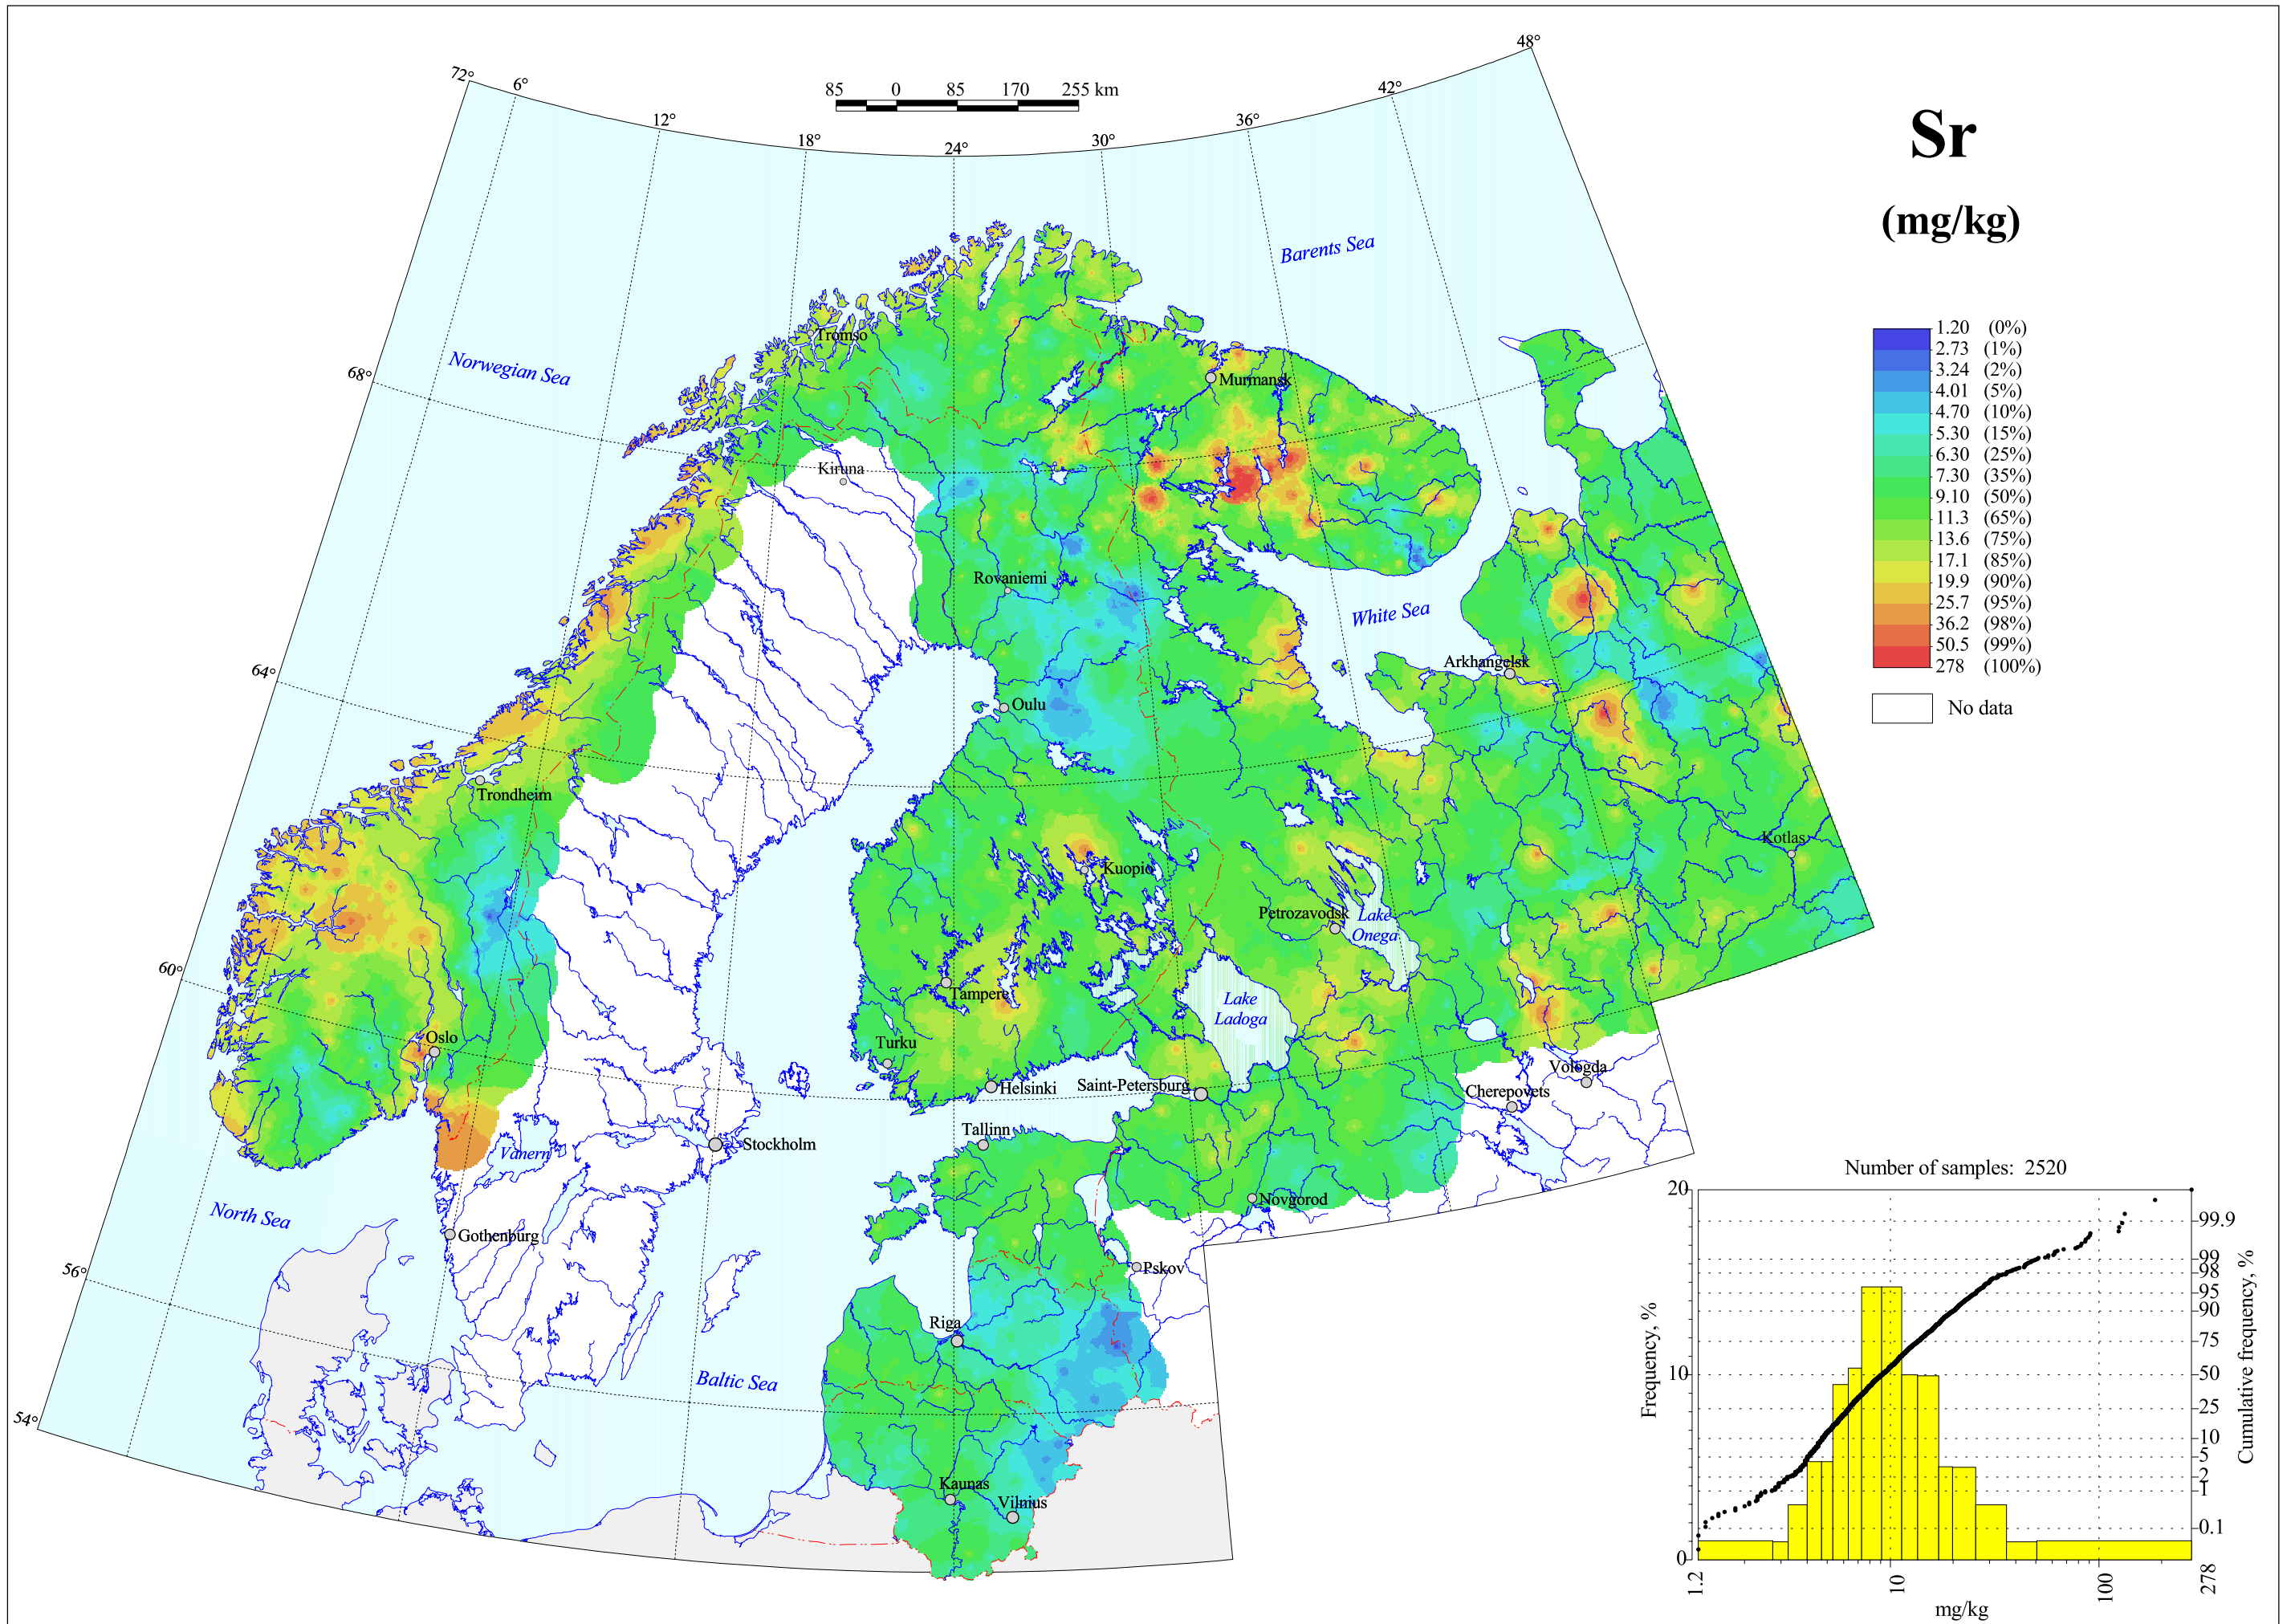 72°
6°
12°
18°
24°
30°
36°
42°
48°
85 0 85 170 255 km
Sr
(mg/kg)
1.20 (0%)
2.73 (1%)
3.24 (2%)
4.01 (5%)
4.70 (10%)
5.30 (15%)
6.30 (25%)
7.30 (35%)
9.10 (50%)
11.3 (65%)
13.6 (75%)
17.1 (85%)
19.9 (90%)
25.7 (95%)
36.2 (98%)
50.5 (99%)
278 (100%)
No data
Barents Sea
Norwegian Sea
68°
Tromso
Murmansk
Kiruna
Rovaniemi
White Sea
Arkhangelsk
64°
Oulu
Trondheim
Kuopio
Kotlas
Petrozavodsk
Lake
Onega
60°
Tampere
Lake
Ladoga
Oslo
Turku
Helsinki
Saint-Petersburg
Vologda
Cherepovets
Tallinn
Stockholm
Vanern
Novgorod
North Sea
Gothenburg
Pskov
56°
Riga
Baltic Sea
54°
Kaunas
Vilnius
Number of samples: 2520
20
10
0
Frequency, %
99.9
99
98
95
90
75
50
25
10
5
2
1
0.1
Cumulative frequency, %
1.2
10
100
278
mg/kg